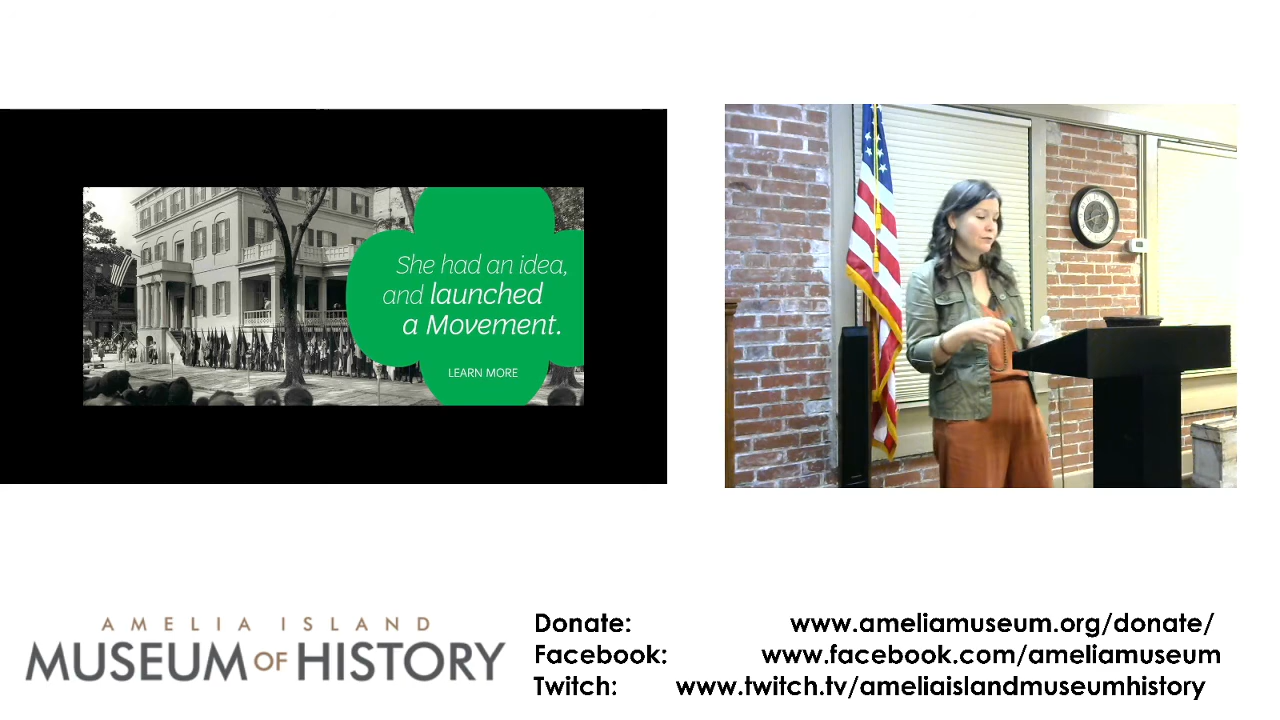 She had an idea,
and launched
a Movement.
LEARN MORE
AMELIA ISLAND
MUSEUM OF HISTORY
Donate: www.ameliamuseum.org/donate/
Facebook: www.facebook.com/ameliamuseum
Twitch: www.twitch.tv/ameliaislandmuseumhistory